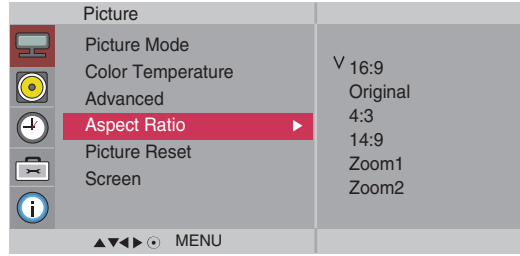 Picture
Picture Mode
Color Temperature
Advanced
Aspect Ratio
Picture Reset
Screen
V 16:9
Original
4:3
14:9
Zoom1
Zoom2
▲▼◀▶⊙ MENU